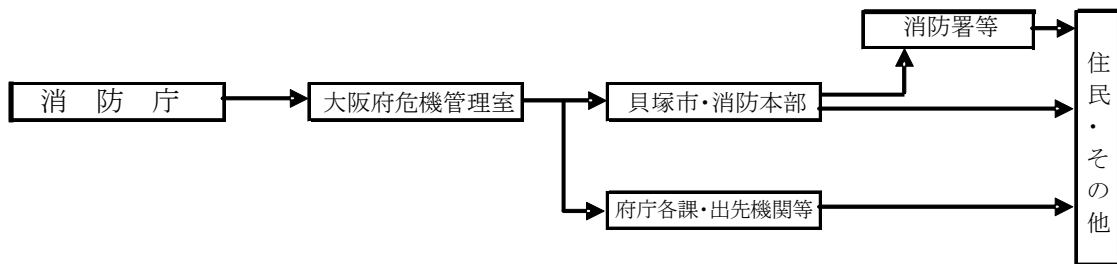 消防署等
消防庁
大阪府危機管理室
貝塚市・消防本部
府庁各課・出先機関等
住民・その他